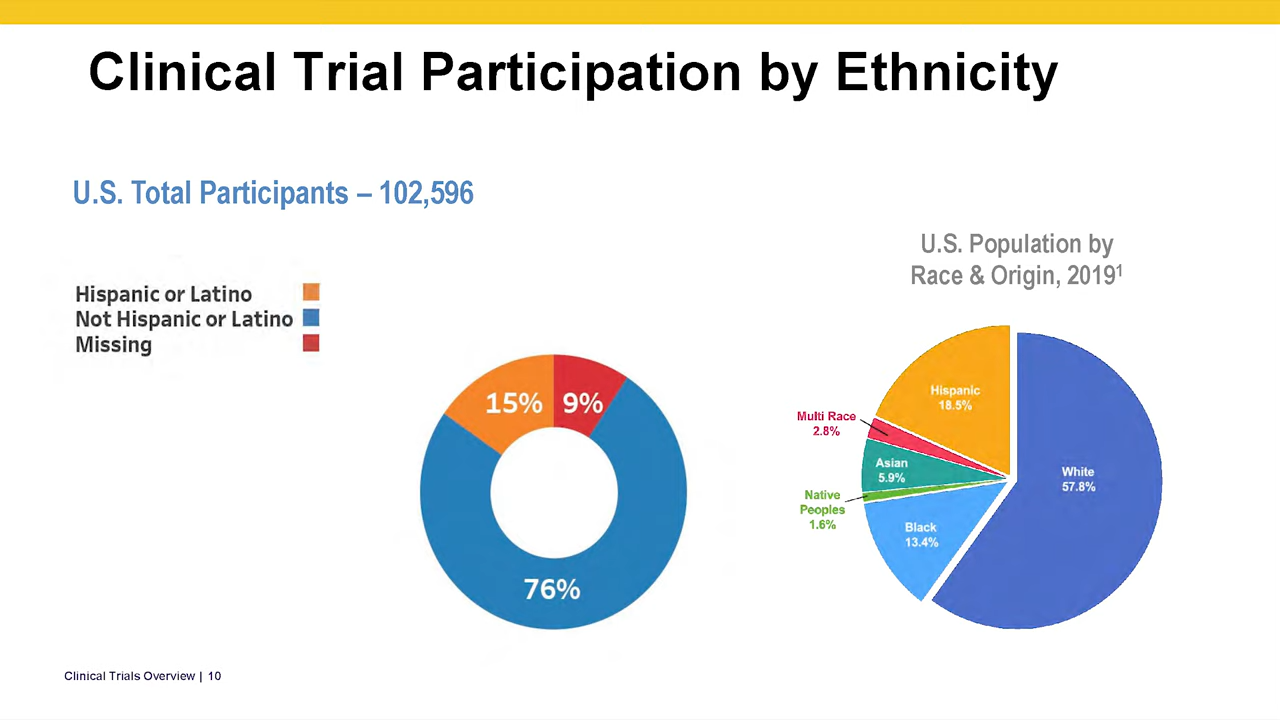 Clinical Trial Participation by Ethnicity
U.S. Total Participants – 102,596
Hispanic or Latino
Not Hispanic or Latino
Missing
15%
9%
76%
U.S. Population by
Race & Origin, 2019¹
Hispanic
18.5%
Multi Race
2.8%
Asian
5.9%
Native
Peoples
1.6%
Black
13.4%
White
57.8%
Clinical Trials Overview | 10